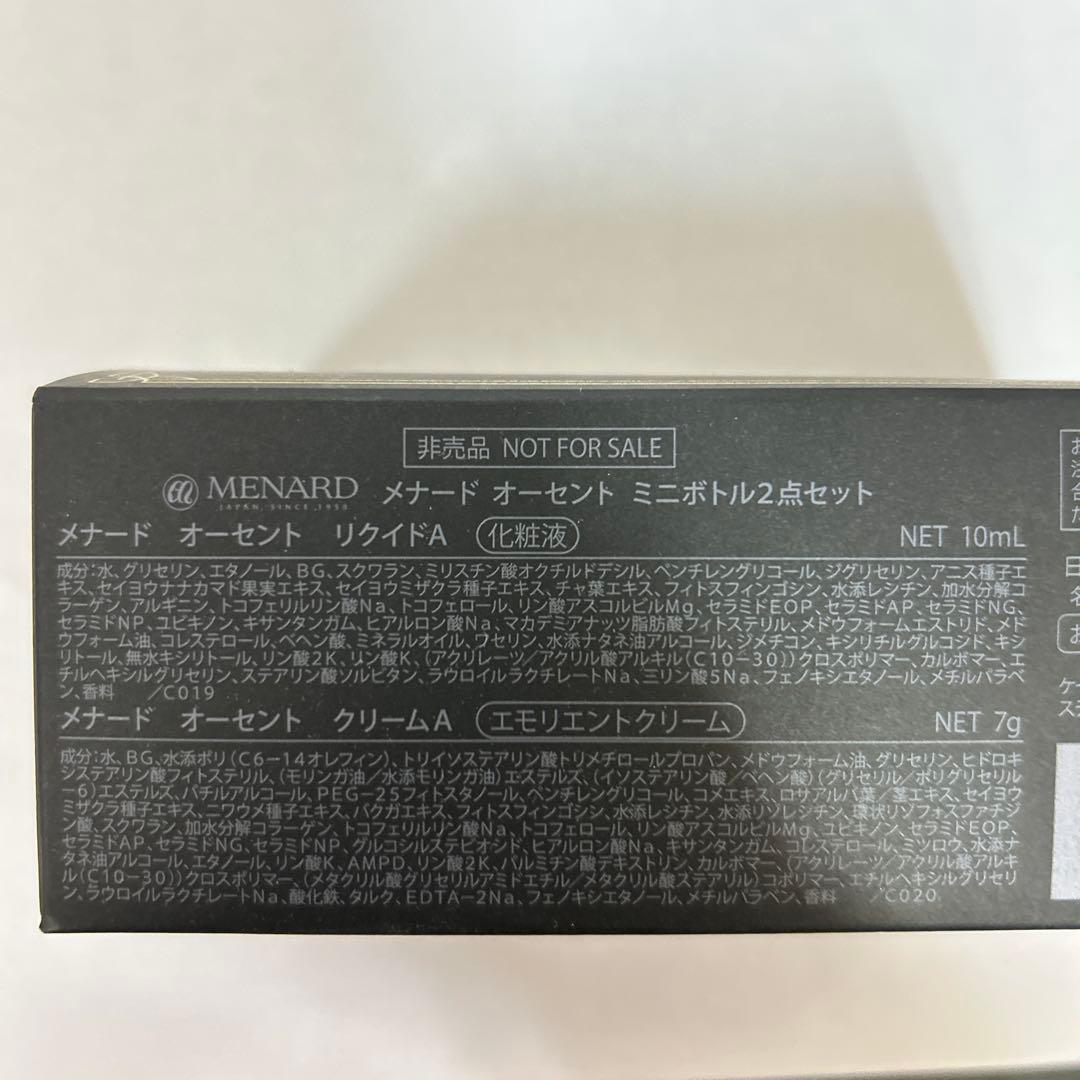 非売品 NOT FOR SALE
MENARD メナード オーセント ミニボトル2点セット
JAPAN, SINCE 1959
メナード オーセント リクイドA 化粧液 NET 10mL
成分:水、グリセリン、エタノール、BG、スクワラン、ミリスチン酸オクチルドデシル、ペンチレングリコール、ジグリセリン、アニス種子エ
キス、セイヨウナナカマド果実エキス、セイヨウミザクラ種子エキス、チャ葉エキス、フィトスフィンゴシン、水添レシチン、加水分解コ
ラーゲン、アルギニン、トコフェリルリン酸Na、トコフェロール、リン酸アスコルビルMg、セラミドEOP、セラミドAP、セラミドNG、
セラミドNP、ユビキノン、キサンタンガム、ヒアルロン酸Na、マカデミアナッツ脂肪酸フィトステリル、メドウフォームエストリド、メド
ウフォーム油、コレステロール、ベヘン酸、ミネラルオイル、ワセリン、水添ナタネ油アルコール、ジメチコン、キシリチルグルコシド、キシ
リトール、無水キシリトール、リン酸2K、リン酸K、(アクリレーツ/アクリル酸アルキル(C10-30))クロスポリマー、カルボマー、エ
チルヘキシルグリセリン、ステアリン酸ソルビタン、ラウロイルラクチレートNa、三リン酸5Na、フェノキシエタノール、メチルパラベ
ン、香料 /C019
メナード オーセント クリームA エモリエントクリーム NET 7g
成分:水、BG、水添ポリ(C6-14オレフィン)、トリイソステアリン酸トリメチロールプロパン、メドウフォーム油、グリセリン、ヒドロキ
システアリン酸フィトステリル、(モリンガ油/水添モリンガ油)エステルズ、(イソステアリン酸/ベヘン酸)(グリセリル/ポリグリセリル
-6)エステルズ、バチルアルコール、PEG-25フィトスタノール、ペンチレングリコール、コメエキス、ロサアルバ葉/茎エキス、セイヨウ
ミザクラ種子エキス、ニワウメ種子エキス、バクガエキス、フィトスフィンゴシン、水添レシチン、水添リゾレシチン、環状リゾホスファチジ
ン酸、スクワラン、加水分解コラーゲン、トコフェリルリン酸Na、トコフェロール、リン酸アスコルビルMg、ユビキノン、セラミドEOP、
セラミドAP、セラミドNG、セラミドNP、グルコシルステビオシド、ヒアルロン酸Na、キサンタンガム、コレステロール、ミツロウ、水添ナ
タネ油アルコール、エタノール、リン酸K、AMPD、リン酸2K、パルミチン酸デキストリン、カルボマー、(アクリレーツ/アクリル酸アルキ
ル(C10-30))クロスポリマー、(メタクリル酸グリセリルアミドエチル/メタクリル酸ステアリル)コポリマー、エチルヘキシルグリセリ
ン、ラウロイルラクチレートNa、酸化鉄、タルク、EDTA-2Na、フェノキシエタノール、メチルパラベン、香料 /C020
お
注
合
た
名
お
ケー